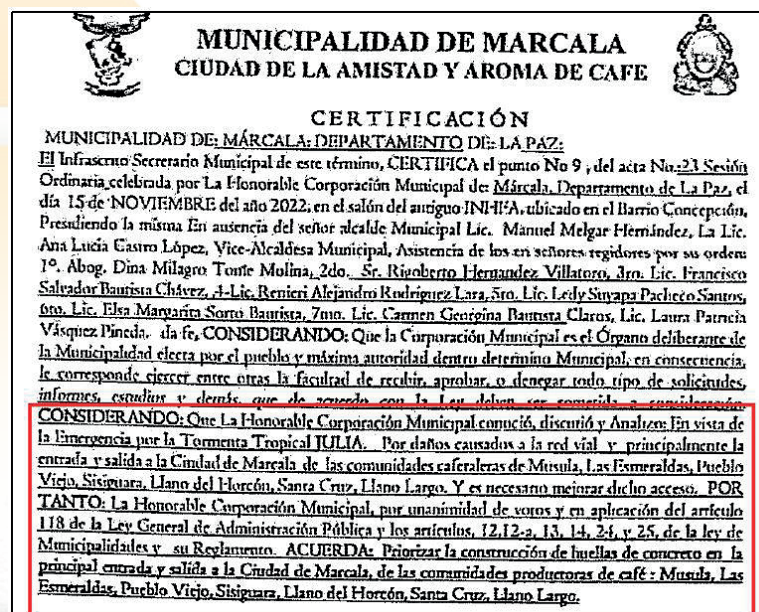 MUNICIPALIDAD DE MARCALA
CIUDAD DE LA AMISTAD Y AROMA DE CAFE
CERTIFICACIÓN
MUNICIPALIDAD DE: MÁRCALA: DEPARTAMENTO DE: LA PAZ:
El Infrascrito Secretario Municipal de este término, CERTIFICA el punto No 9 , del acta No.:23 Sesión
Ordinaria celebrada por La Honorable Corporación Municipal de: Márcala, Departamento de La Paz, el
día 15 de NOVIEMBRE del año 2022; en el salón del antiguo INHFA, ubicado en el Barrio Concepción,
Presidiendo la misma En ausencia del señor alcalde Municipal Lic. Manuel Melgar Hernández, La Lic.
Ana Lucia Castro López, Vice-Alcaldesa Municipal, Asistencia de los en señores regidores por su orden:
1º. Abog. Dina Milagro Molina, 2do. Sr. Rigoberto Hernandez Villatoro, 3ro. Lic. Francisco
Salvador Bautista Chávez, 4-Lic. Renieri Alejandro Rodríguez Lara, 5to. Lic. Ledy Suyapa Pacheco Santos,
6to. Lic. Elsa Margarita Sorto Bautista, 7mo. Lic. Carmen Georgina Bautista Claros, Lic. Laura Patricia
Vásquez Pineda, da fe, CONSIDERANDO: Que la Corporación Municipal es el Órgano deliberante de
la Municipalidad electa por el pueblo y máxima autoridad dentro determino Municipal, en consecuencia,
le corresponde ejercer entre otras la facultad de recibir, aprobar, o denegar todo tipo de solicitudes,
informes, estudios y demás, que de acuerdo con la Ley deben ser sometida a consideración
CONSIDERANDO: Que La Honorable Corporación Municipal conoció, discutió y Analizo: En vista de
la Emergencia por la Tormenta Tropical JULIA. Por daños causados a la red vial y principalmente la
entrada y salida a la Ciudad de Marcala de las comunidades cafetaleras de Musula, Las Esmeraldas, Pueblo
Viejo, Sisiguara, Llano del Horcón, Santa Cruz, Llano Largo. Y es necesario mejorar dicho acceso. POR
TANTO: La Honorable Corporación Municipal, por unanimidad de votos y en aplicación del artículo
118 de la Ley General de Administración Pública y los artículos, 12,12-a, 13, 14, 24, y 25, de la ley de
Municipalidades y su Reglamento. ACUERDA: Priorizar la construcción de huellas de concreto en la
principal entrada y salida a la Ciudad de Marcala, de las comunidades productoras de café : Musula, Las
Esmeraldas, Pueblo Viejo, Sisiguara, Llano del Horcón, Santa Cruz, Llano Largo.